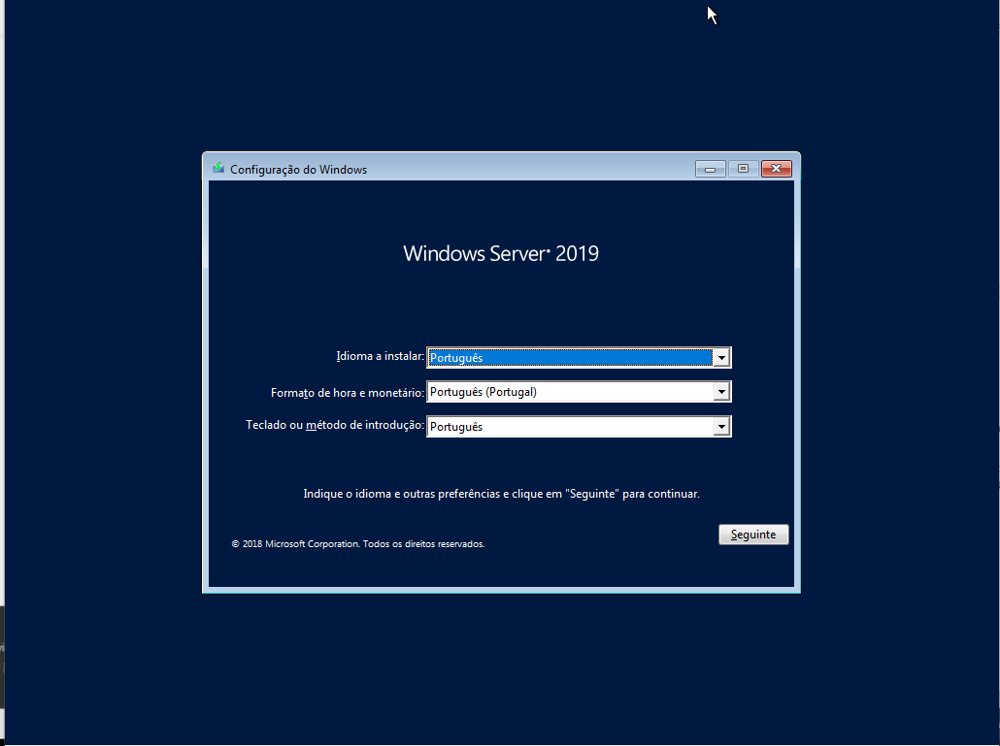 Configuração do Windows
Windows Server® 2019
Idioma a instalar: Português
Formato de hora e monetário: Português (Portugal)
Teclado ou método de introdução: Português
Indique o idioma e outras preferências e clique em "Seguinte" para continuar.
Seguinte
© 2018 Microsoft Corporation. Todos os direitos reservados.